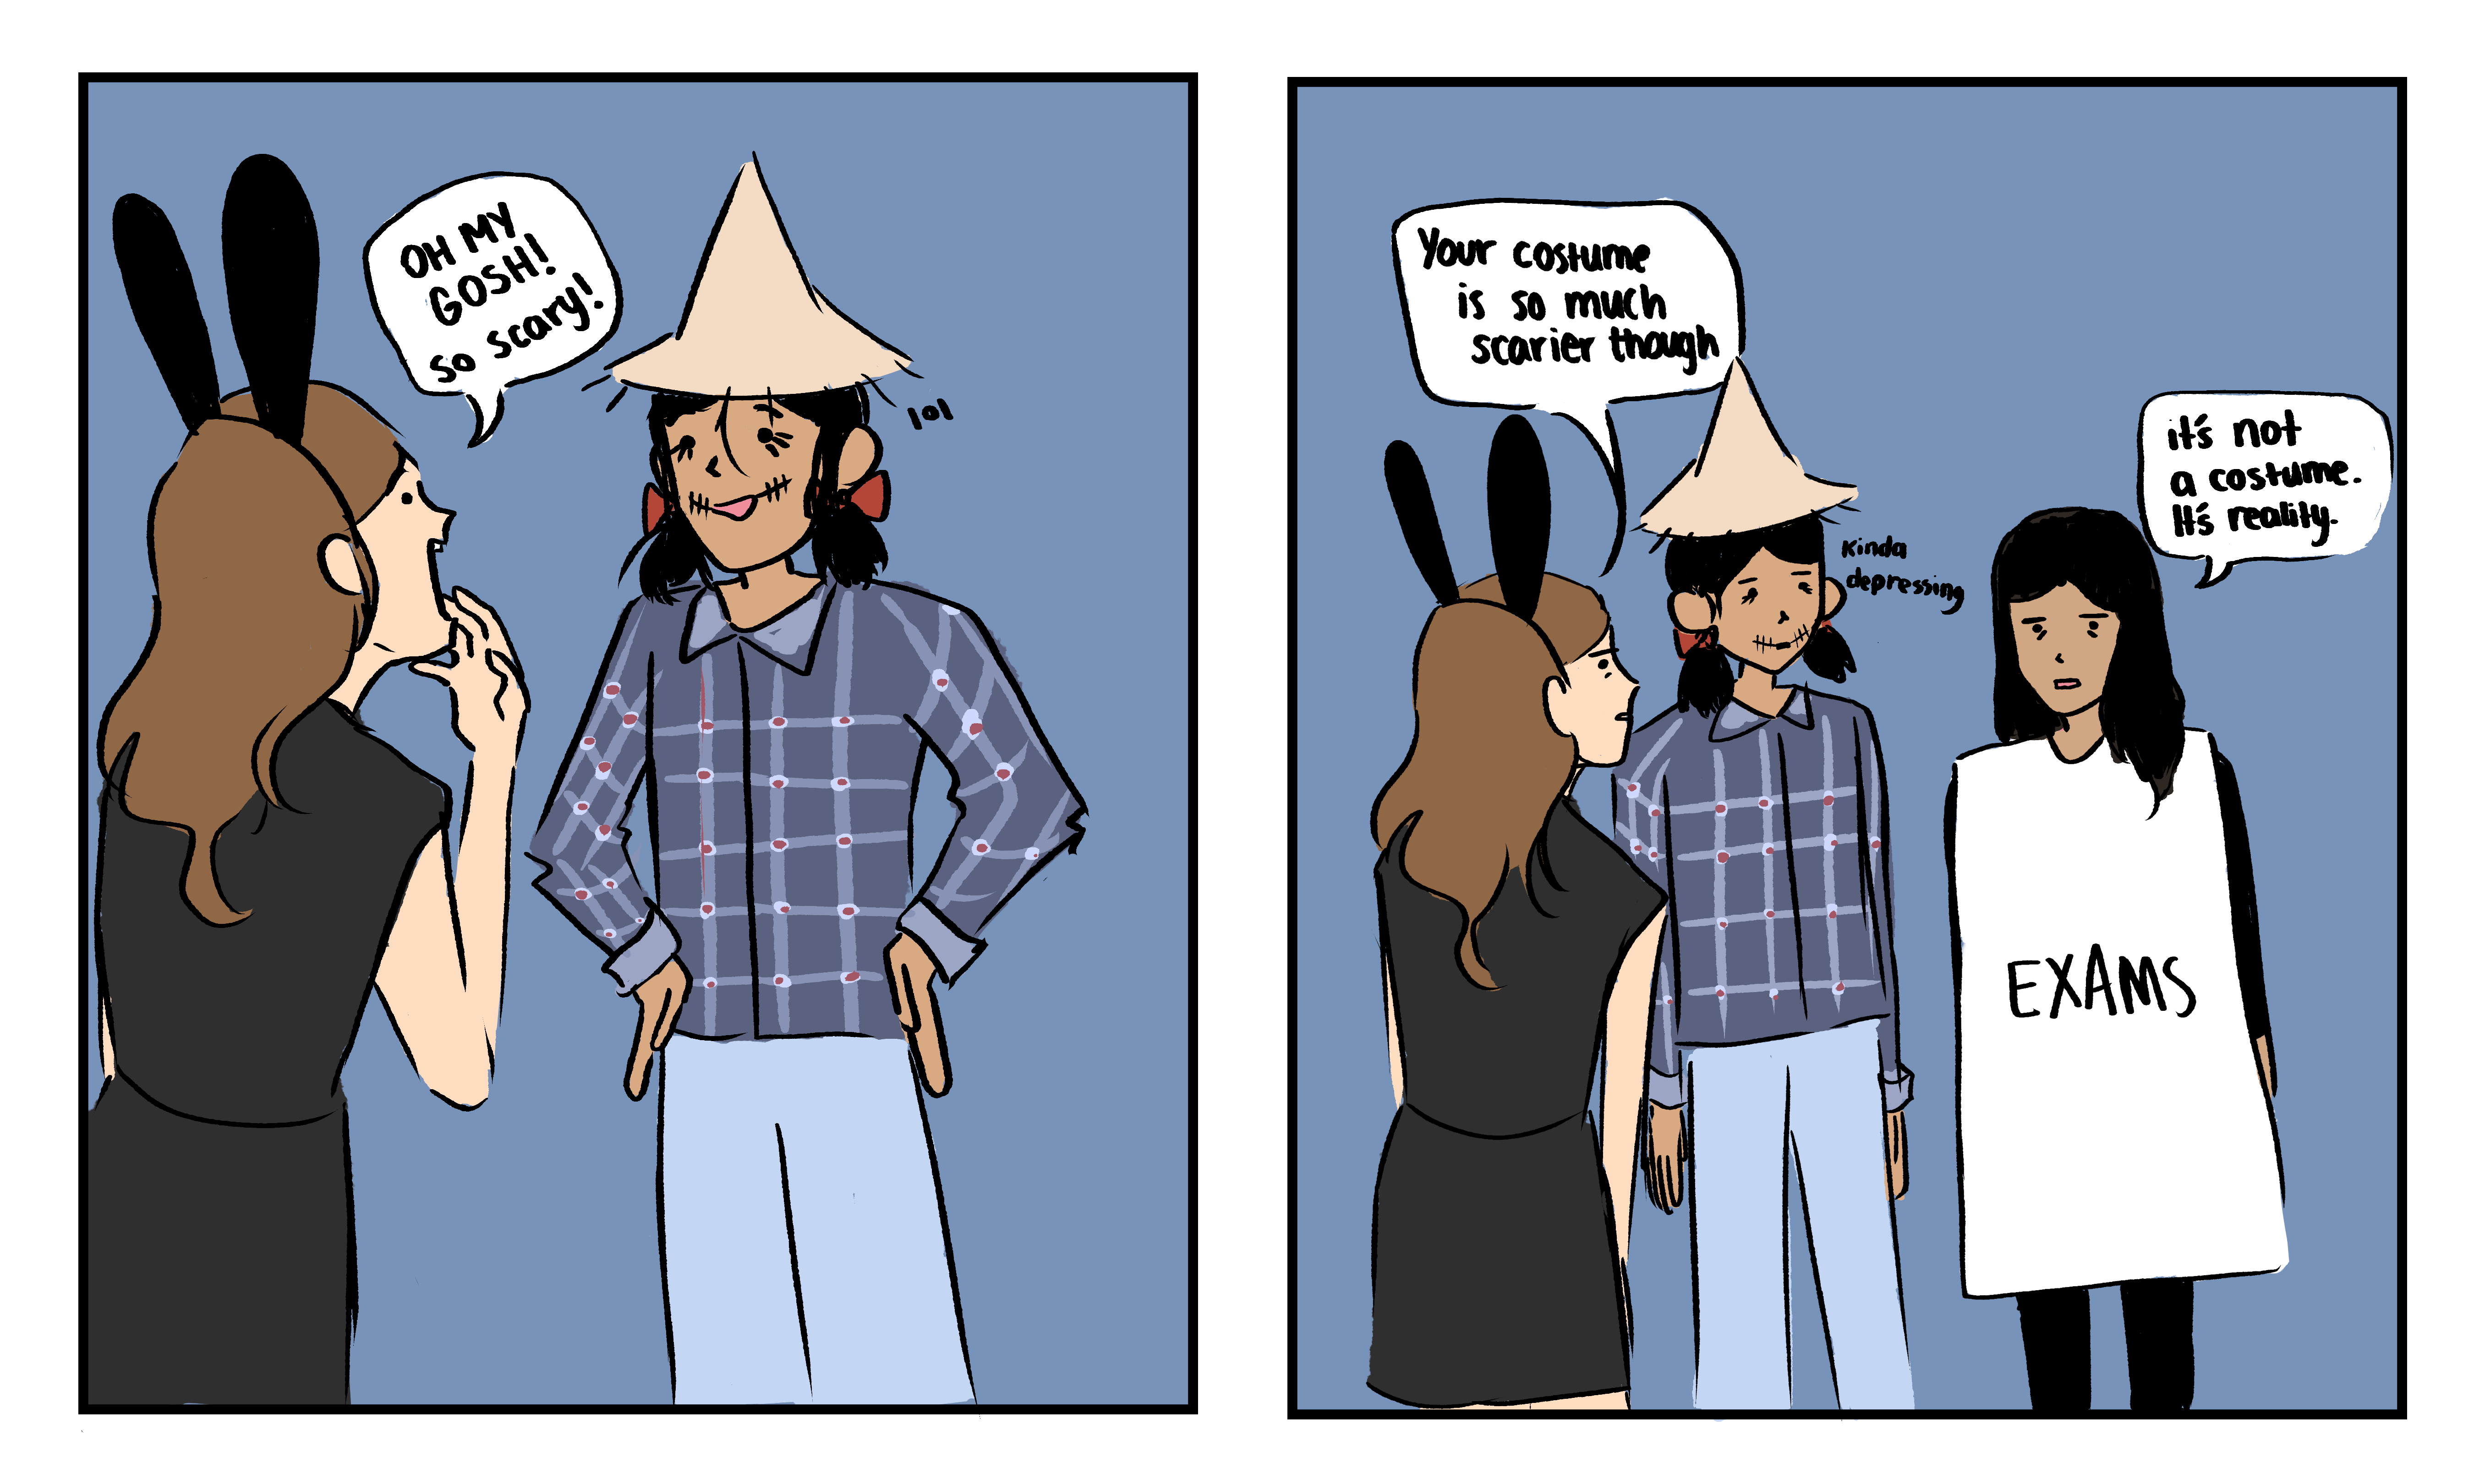 OH MY
GOSH!
so scary!
lol
Your costume
is so much
scarier though
Kinda
depressing
it's not
a costume.
It's reality.
EXAMS